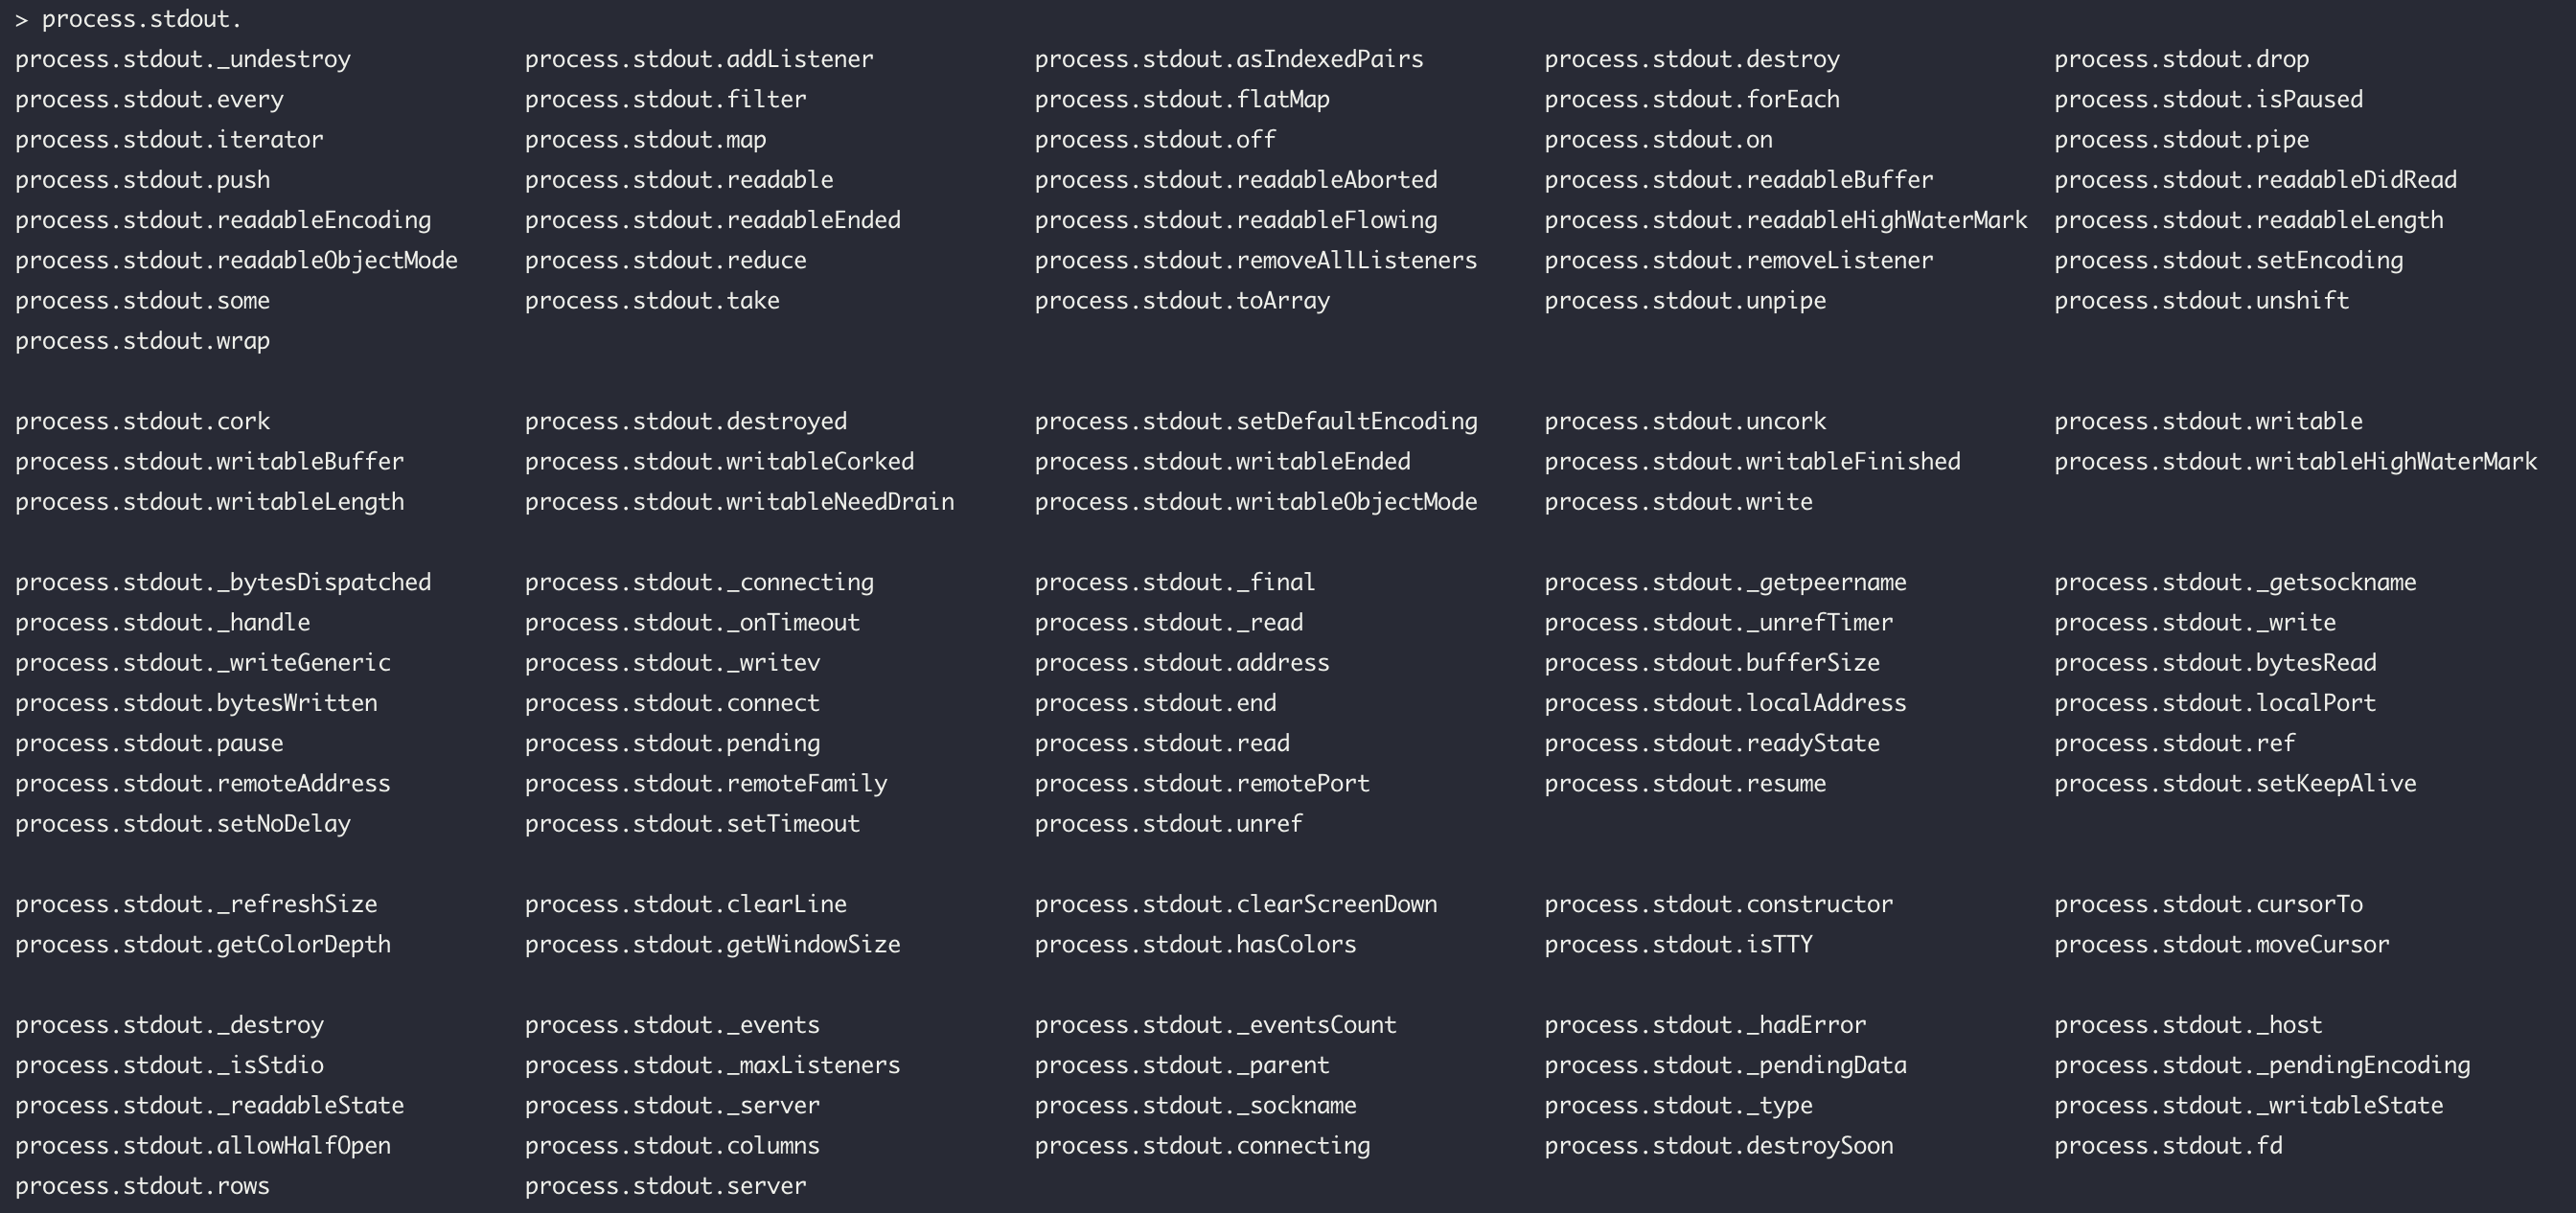 > process.stdout.
process.stdout._undestroy process.stdout.addListener process.stdout.asIndexedPairs process.stdout.destroy process.stdout.drop
process.stdout.every process.stdout.filter process.stdout.flatMap process.stdout.forEach process.stdout.isPaused
process.stdout.iterator process.stdout.map process.stdout.off process.stdout.on process.stdout.pipe
process.stdout.push process.stdout.readable process.stdout.readableAborted process.stdout.readableBuffer process.stdout.readableDidRead
process.stdout.readableEncoding process.stdout.readableEnded process.stdout.readableFlowing process.stdout.readableHighWaterMark process.stdout.readableLength
process.stdout.readableObjectMode process.stdout.reduce process.stdout.removeAllListeners process.stdout.removeListener process.stdout.setEncoding
process.stdout.some process.stdout.take process.stdout.toArray process.stdout.unpipe process.stdout.unshift
process.stdout.wrap
process.stdout.cork process.stdout.destroyed process.stdout.setDefaultEncoding process.stdout.uncork process.stdout.writable
process.stdout.writableBuffer process.stdout.writableCorked process.stdout.writableEnded process.stdout.writableFinished process.stdout.writableHighWaterMark
process.stdout.writableLength process.stdout.writableNeedDrain process.stdout.writableObjectMode process.stdout.write
process.stdout._bytesDispatched process.stdout._connecting process.stdout._final process.stdout._getpeername process.stdout._getsockname
process.stdout._handle process.stdout._onTimeout process.stdout._read process.stdout._unrefTimer process.stdout._write
process.stdout._writeGeneric process.stdout._writev process.stdout.address process.stdout.bufferSize process.stdout.bytesRead
process.stdout.bytesWritten process.stdout.connect process.stdout.end process.stdout.localAddress process.stdout.localPort
process.stdout.pause process.stdout.pending process.stdout.read process.stdout.readyState process.stdout.ref
process.stdout.remoteAddress process.stdout.remoteFamily process.stdout.remotePort process.stdout.resume process.stdout.setKeepAlive
process.stdout.setNoDelay process.stdout.setTimeout process.stdout.unref
process.stdout._refreshSize process.stdout.clearLine process.stdout.clearScreenDown process.stdout.constructor process.stdout.cursorTo
process.stdout.getColorDepth process.stdout.getWindowSize process.stdout.hasColors process.stdout.isTTY process.stdout.moveCursor
process.stdout._destroy process.stdout._events process.stdout._eventsCount process.stdout._hadError process.stdout._host
process.stdout._isStdio process.stdout._maxListeners process.stdout._parent process.stdout._pendingData process.stdout._pendingEncoding
process.stdout._readableState process.stdout._server process.stdout._sockname process.stdout._type process.stdout._writableState
process.stdout.allowHalfOpen process.stdout.columns process.stdout.connecting process.stdout.destroySoon process.stdout.fd
process.stdout.rows process.stdout.server